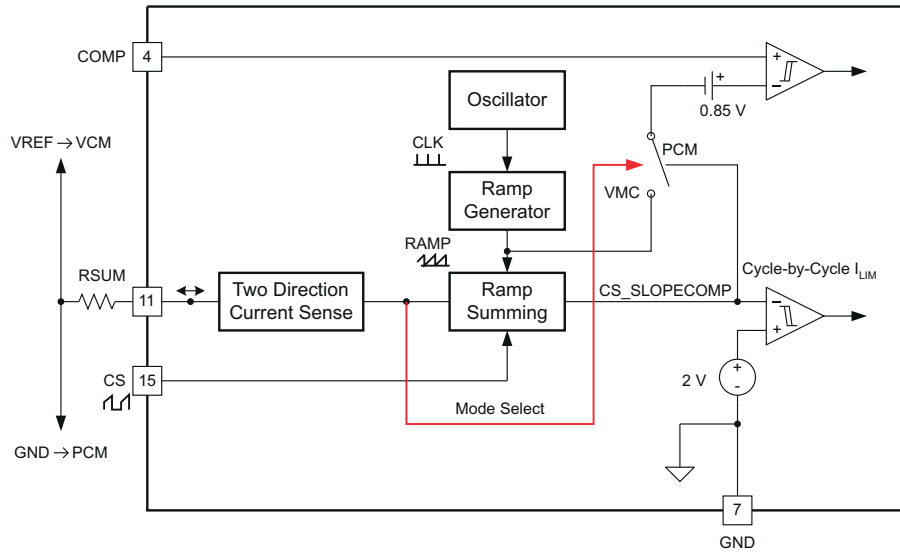 COMP
4
+
−
+
0.85 V
Oscillator
CLK
PCM
VREF → VCM
Ramp
Generator
VMC
RAMP
RSUM
11
Two Direction
Current Sense
Ramp
Summing
CS_SLOPECOMP
Cycle-by-Cycle ILIM
−
+
CS
15
2 V
+
-
Mode Select
GND → PCM
7
GND